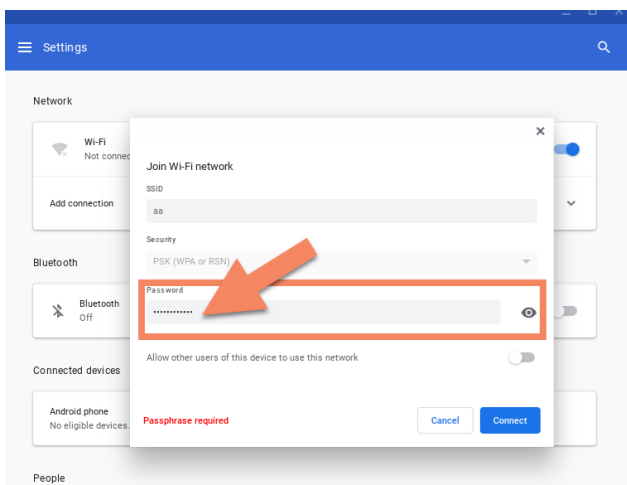 Settings
Network
Wi-Fi
Not connec
Add connection
Bluetooth
Bluetooth
Off
Connected devices
Android phone
No eligible devices.
People
Join Wi-Fi network
SSID
aa
Security
PSK (WPA or RSN)
Password
••••••••••••
Allow other users of this device to use this network
Passphrase required
Cancel
Connect